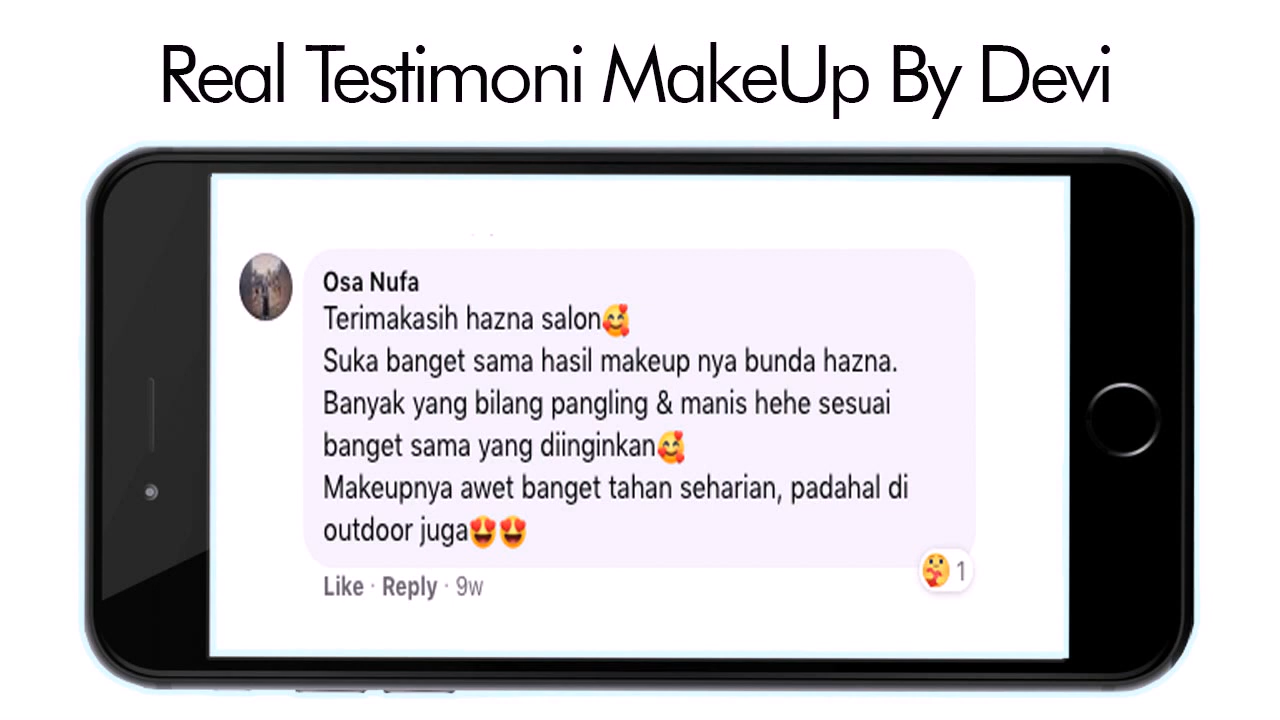 Real Testimoni MakeUp By Devi
Osa Nufa
Terimakasih hazna salon🥰
Suka banget sama hasil makeup nya bunda hazna.
Banyak yang bilang pangling & manis hehe sesuai
banget sama yang diinginkan🥰
Makeupnya awet banget tahan seharian, padahal di
outdoor juga😍😍
Like · Reply · 9w
1